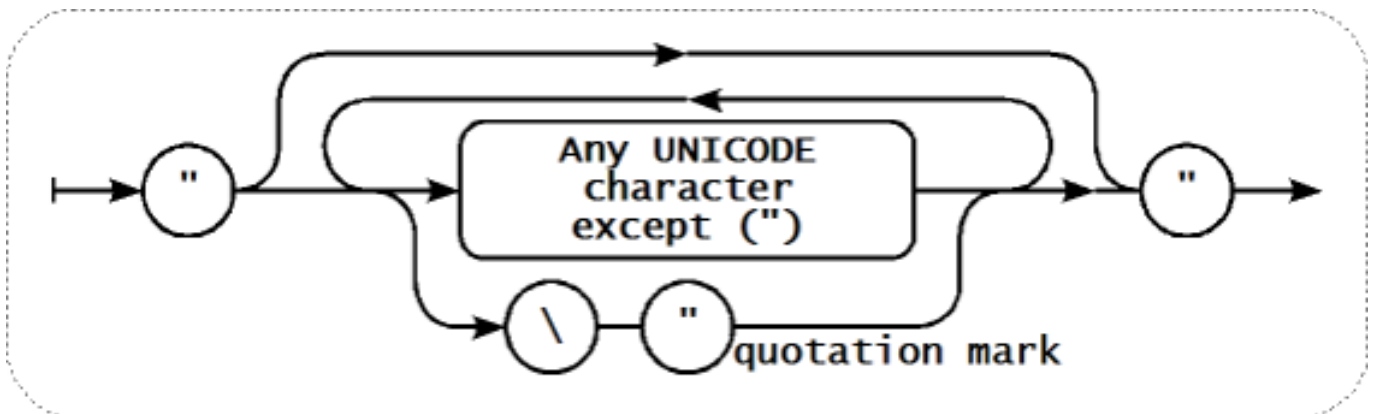 Any UNICODE
" character "
except (")
\ "
quotation mark